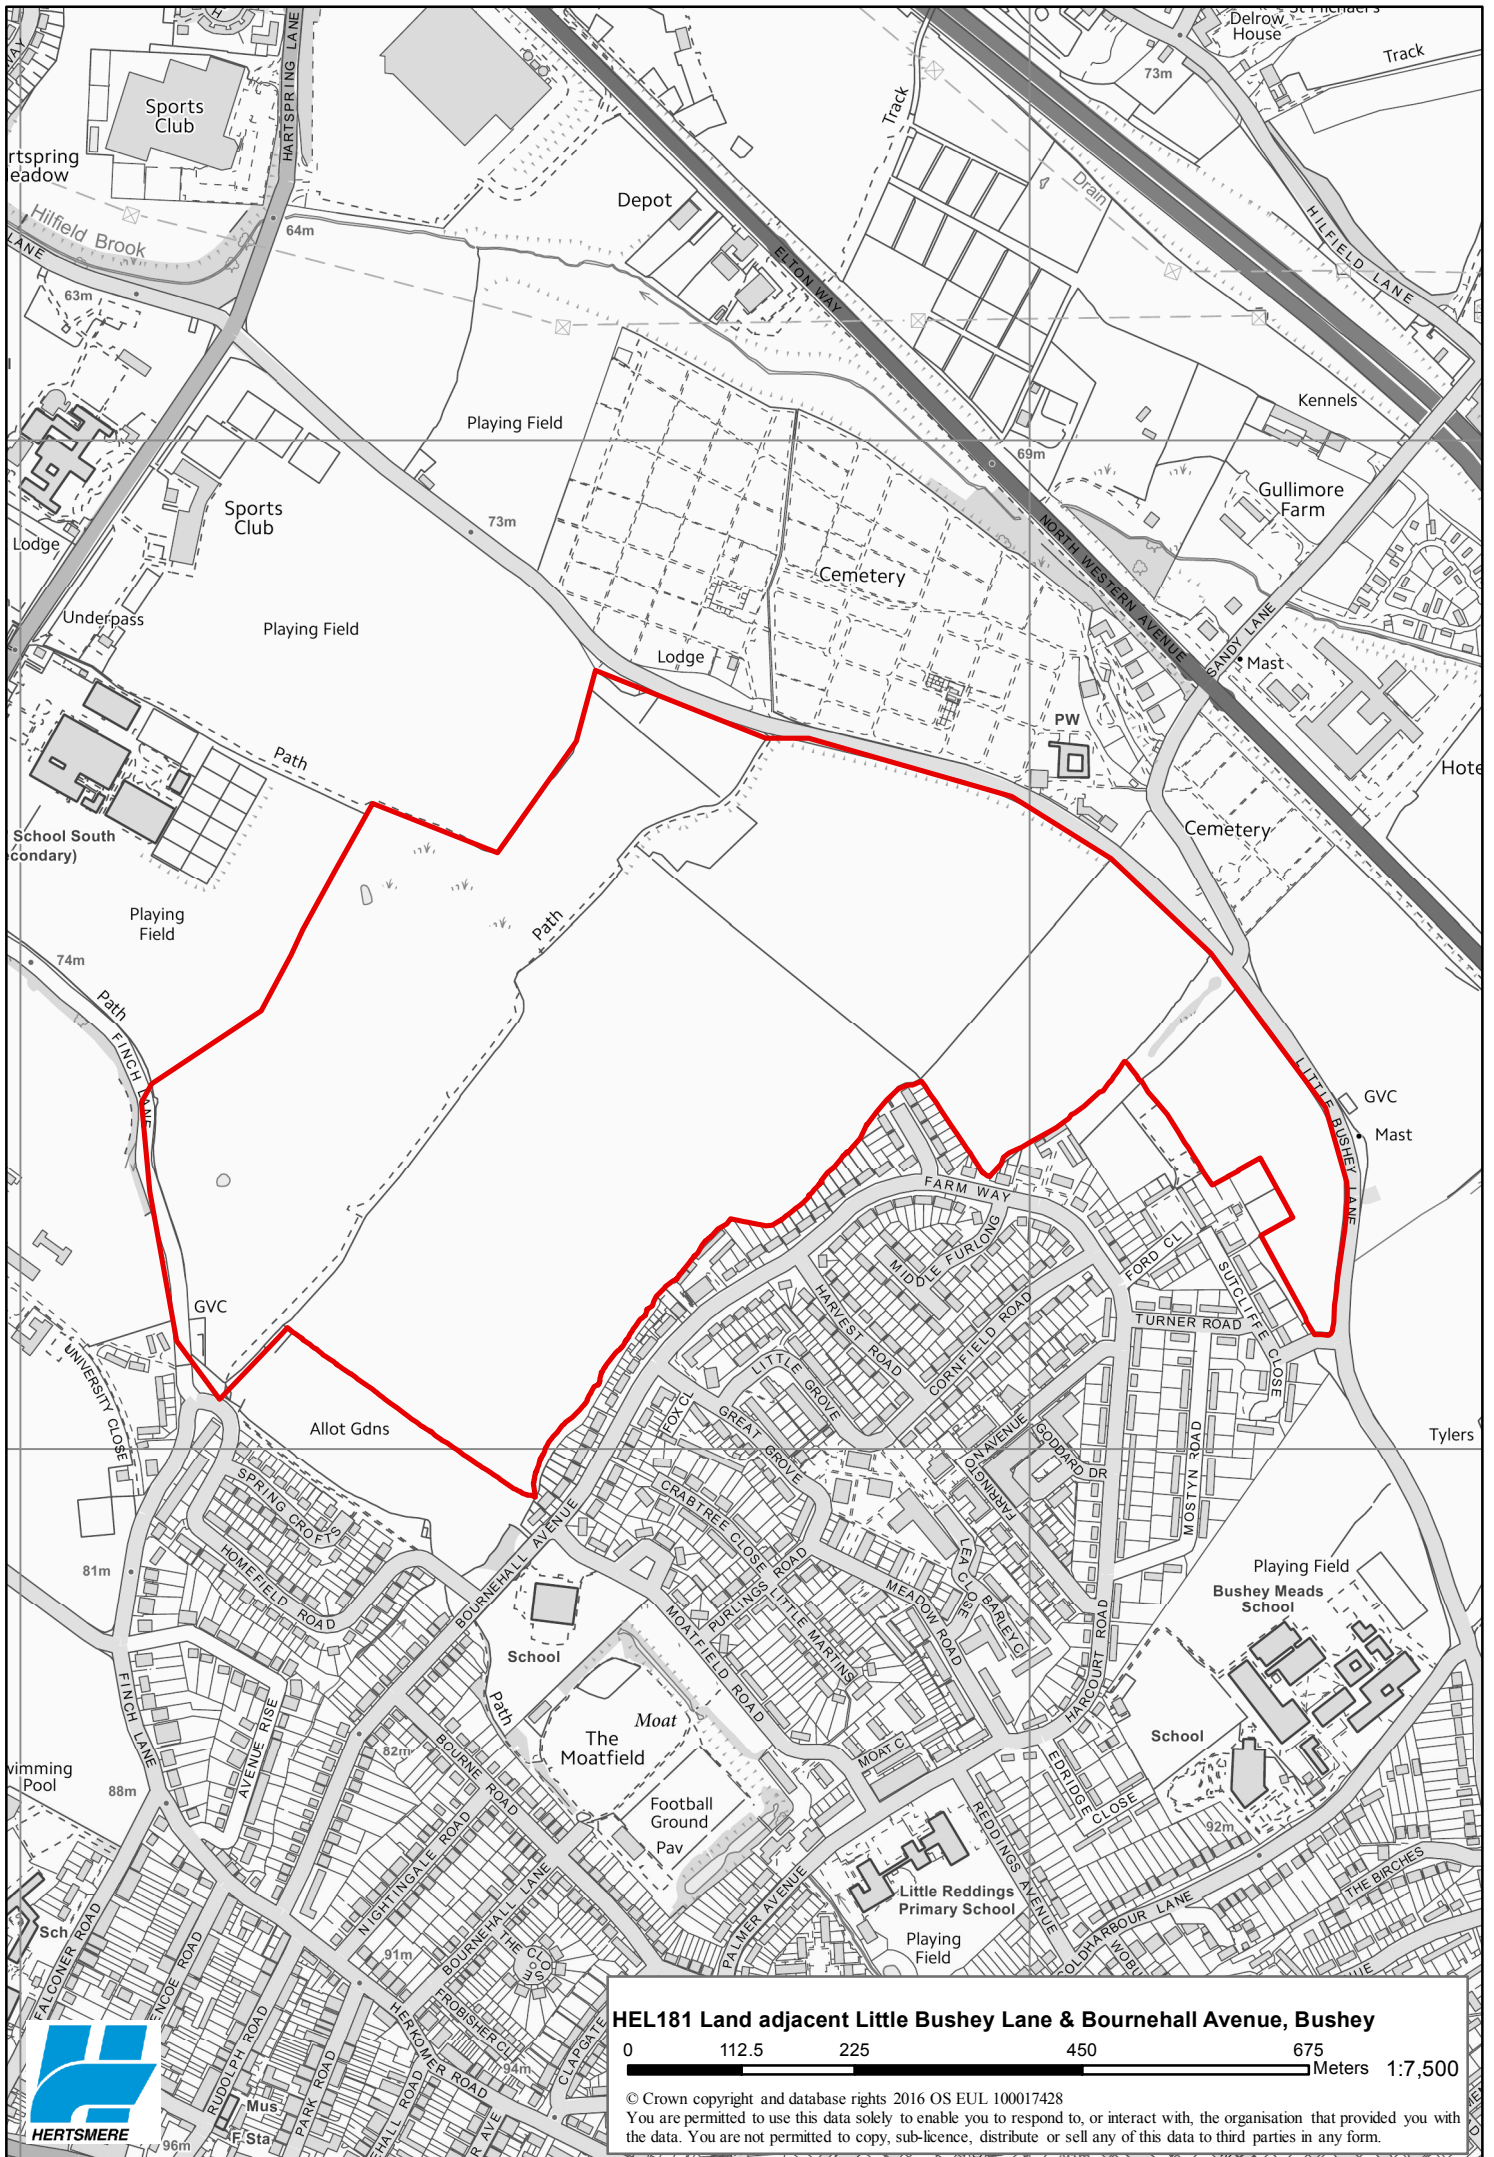 St Michaels
Delrow
House
Track
73m
HARTSPRING LANE
Sports
Club
Track
rtspring
eadow
Drain
Depot
Hilfield Brook
LANE
64m
HILFIELD LANE
ELTON WAY
63m
Kennels
Playing Field
69m
Gullimore
Farm
Sports
Club
73m
NORTH WESTERN AVENUE
Lodge
Cemetery
Underpass
Playing Field
SANDY LANE
Lodge
Mast
PW
Path
Hote
School South
econdary)
Cemetery
Playing
Field
Path
74m
Path
FINCH LANE
LITTLE BUSHEY LANE
GVC
Mast
FARM WAY
MIDDLE FURLONG
FORD CL
SUTCLIFFE CLOSE
GVC
HARVEST ROAD
CORNFIELD ROAD
TURNER ROAD
UNIVERSITY CLOSE
LITTLE GROVE
FOX CL
GREAT GROVE
Allot Gdns
FARRINGTON AVENUE
GODDARD DR
MOSTYN ROAD
Tylers
SPRING CROFTS
CRABTREE CLOSE
HOMEFIELD ROAD
BOURNEHALL AVENUE
LEA CLOSE
BARLEY CL
Playing Field
Bushey Meads
School
81m
PURLINGS ROAD
LITTLE MARTINS
MEADOW ROAD
MOATFIELD ROAD
HARCOURT ROAD
School
FINCH LANE
AVENUE RISE
Path
Moat
The
Moatfield
MOAT C
School
82m
BOURNE ROAD
EDRIDGE CLOSE
wimming
Pool
88m
Football
Ground
Pav
REDDINGS AVENUE
92m
NIGHTINGALE ROAD
BOURNEHALL LANE
THE CLOSE
PALMER AVENUE
Little Reddings
Primary School
THE BIRCHES
COLDHARBOUR LANE
Sch
FALCONER ROAD
91m
Playing
Field
HERKOMER ROAD
FROBISHER CL
CLAPGATE
RUDOLPH ROAD
PARK ROAD
94m
Mus
F Sta
96m
HERTSMERE
HEL181 Land adjacent Little Bushey Lane & Bournehall Avenue, Bushey
0 112.5 225 450 675
Meters 1:7,500
© Crown copyright and database rights 2016 OS EUL 100017428
You are permitted to use this data solely to enable you to respond to, or interact with, the organisation that provided you with
the data. You are not permitted to copy, sub-licence, distribute or sell any of this data to third parties in any form.